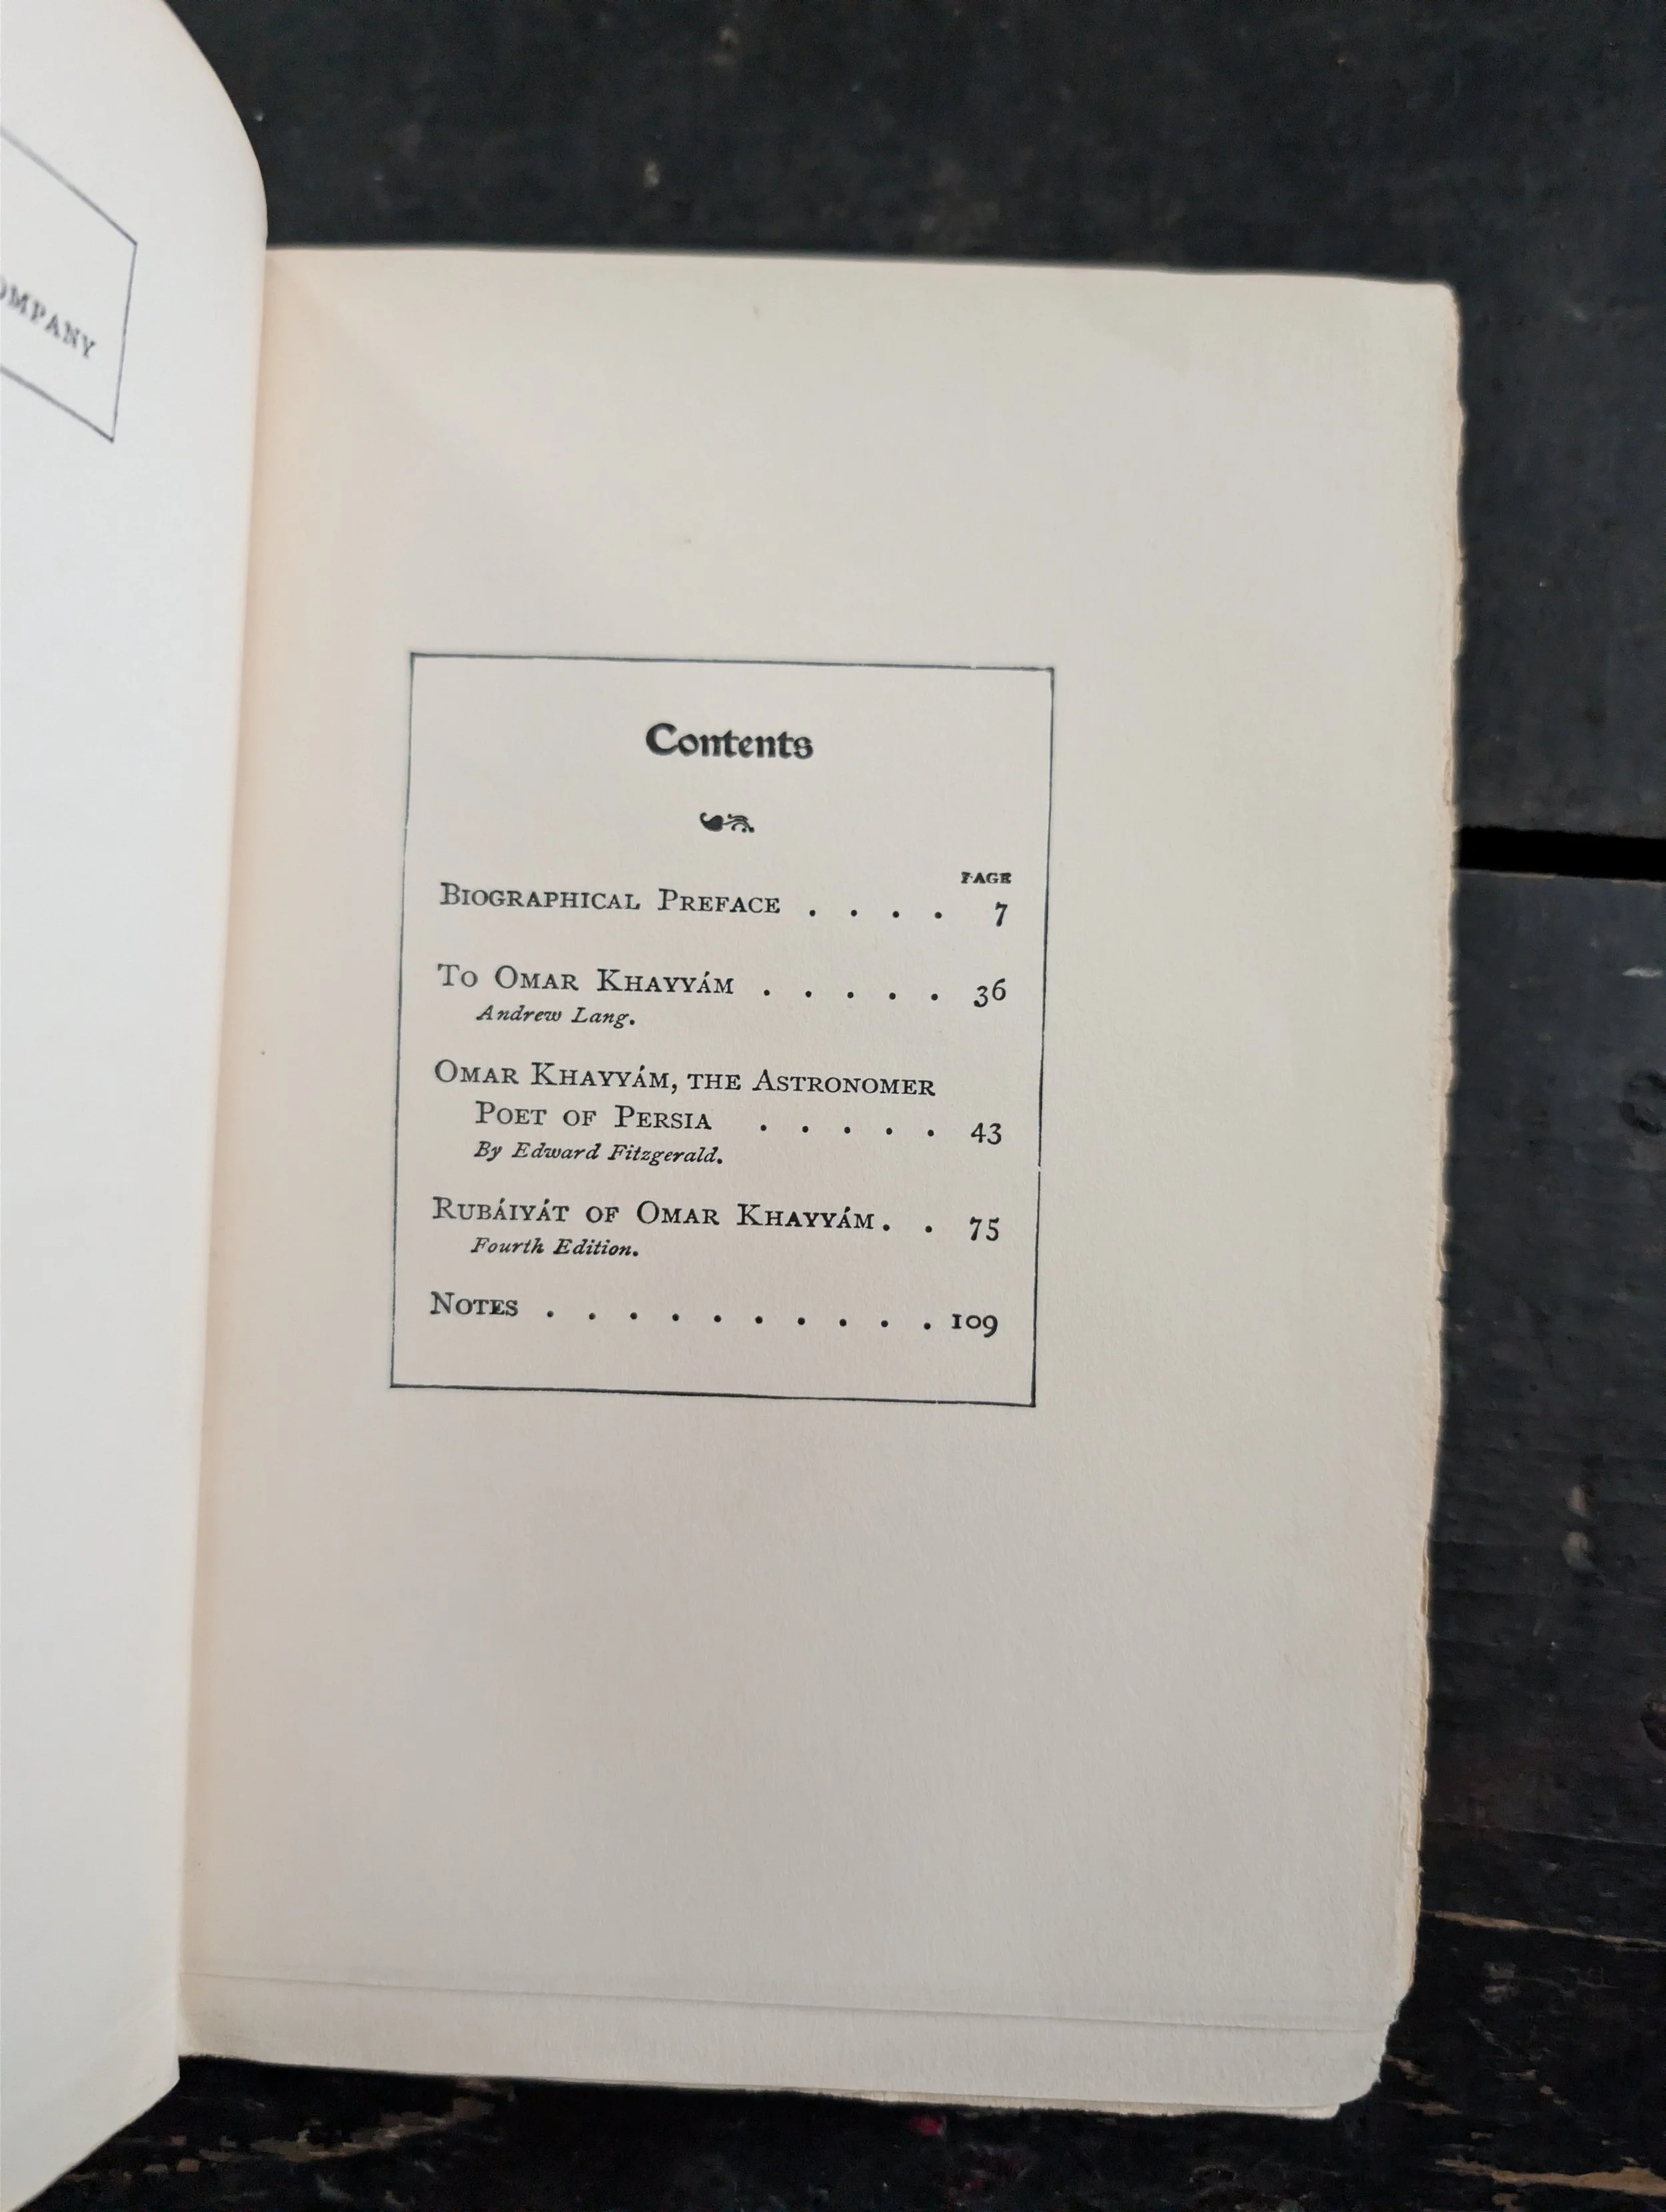 OMPANY
Contents
PAGE
BIOGRAPHICAL PREFACE . . . . 7
TO OMAR KHAYYÁM . . . . . 36
Andrew Lang.
OMAR KHAYYÁM, THE ASTRONOMER
POET OF PERSIA . . . . . 43
By Edward Fitzgerald.
RUBÁIYÁT OF OMAR KHAYYÁM . . 75
Fourth Edition.
NOTES . . . . . . . . . . 109